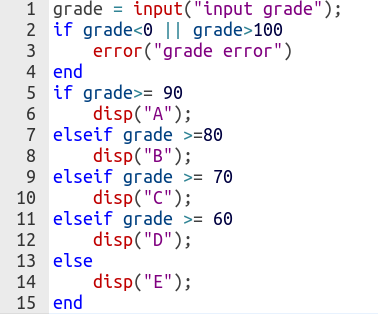 1 grade = input("input grade");
2 if grade<0 || grade>100
3     error("grade error")
4 end
5 if grade>= 90
6     disp("A");
7 elseif grade >=80
8     disp("B");
9 elseif grade >= 70
10     disp("C");
11 elseif grade >= 60
12     disp("D");
13 else
14     disp("E");
15 end